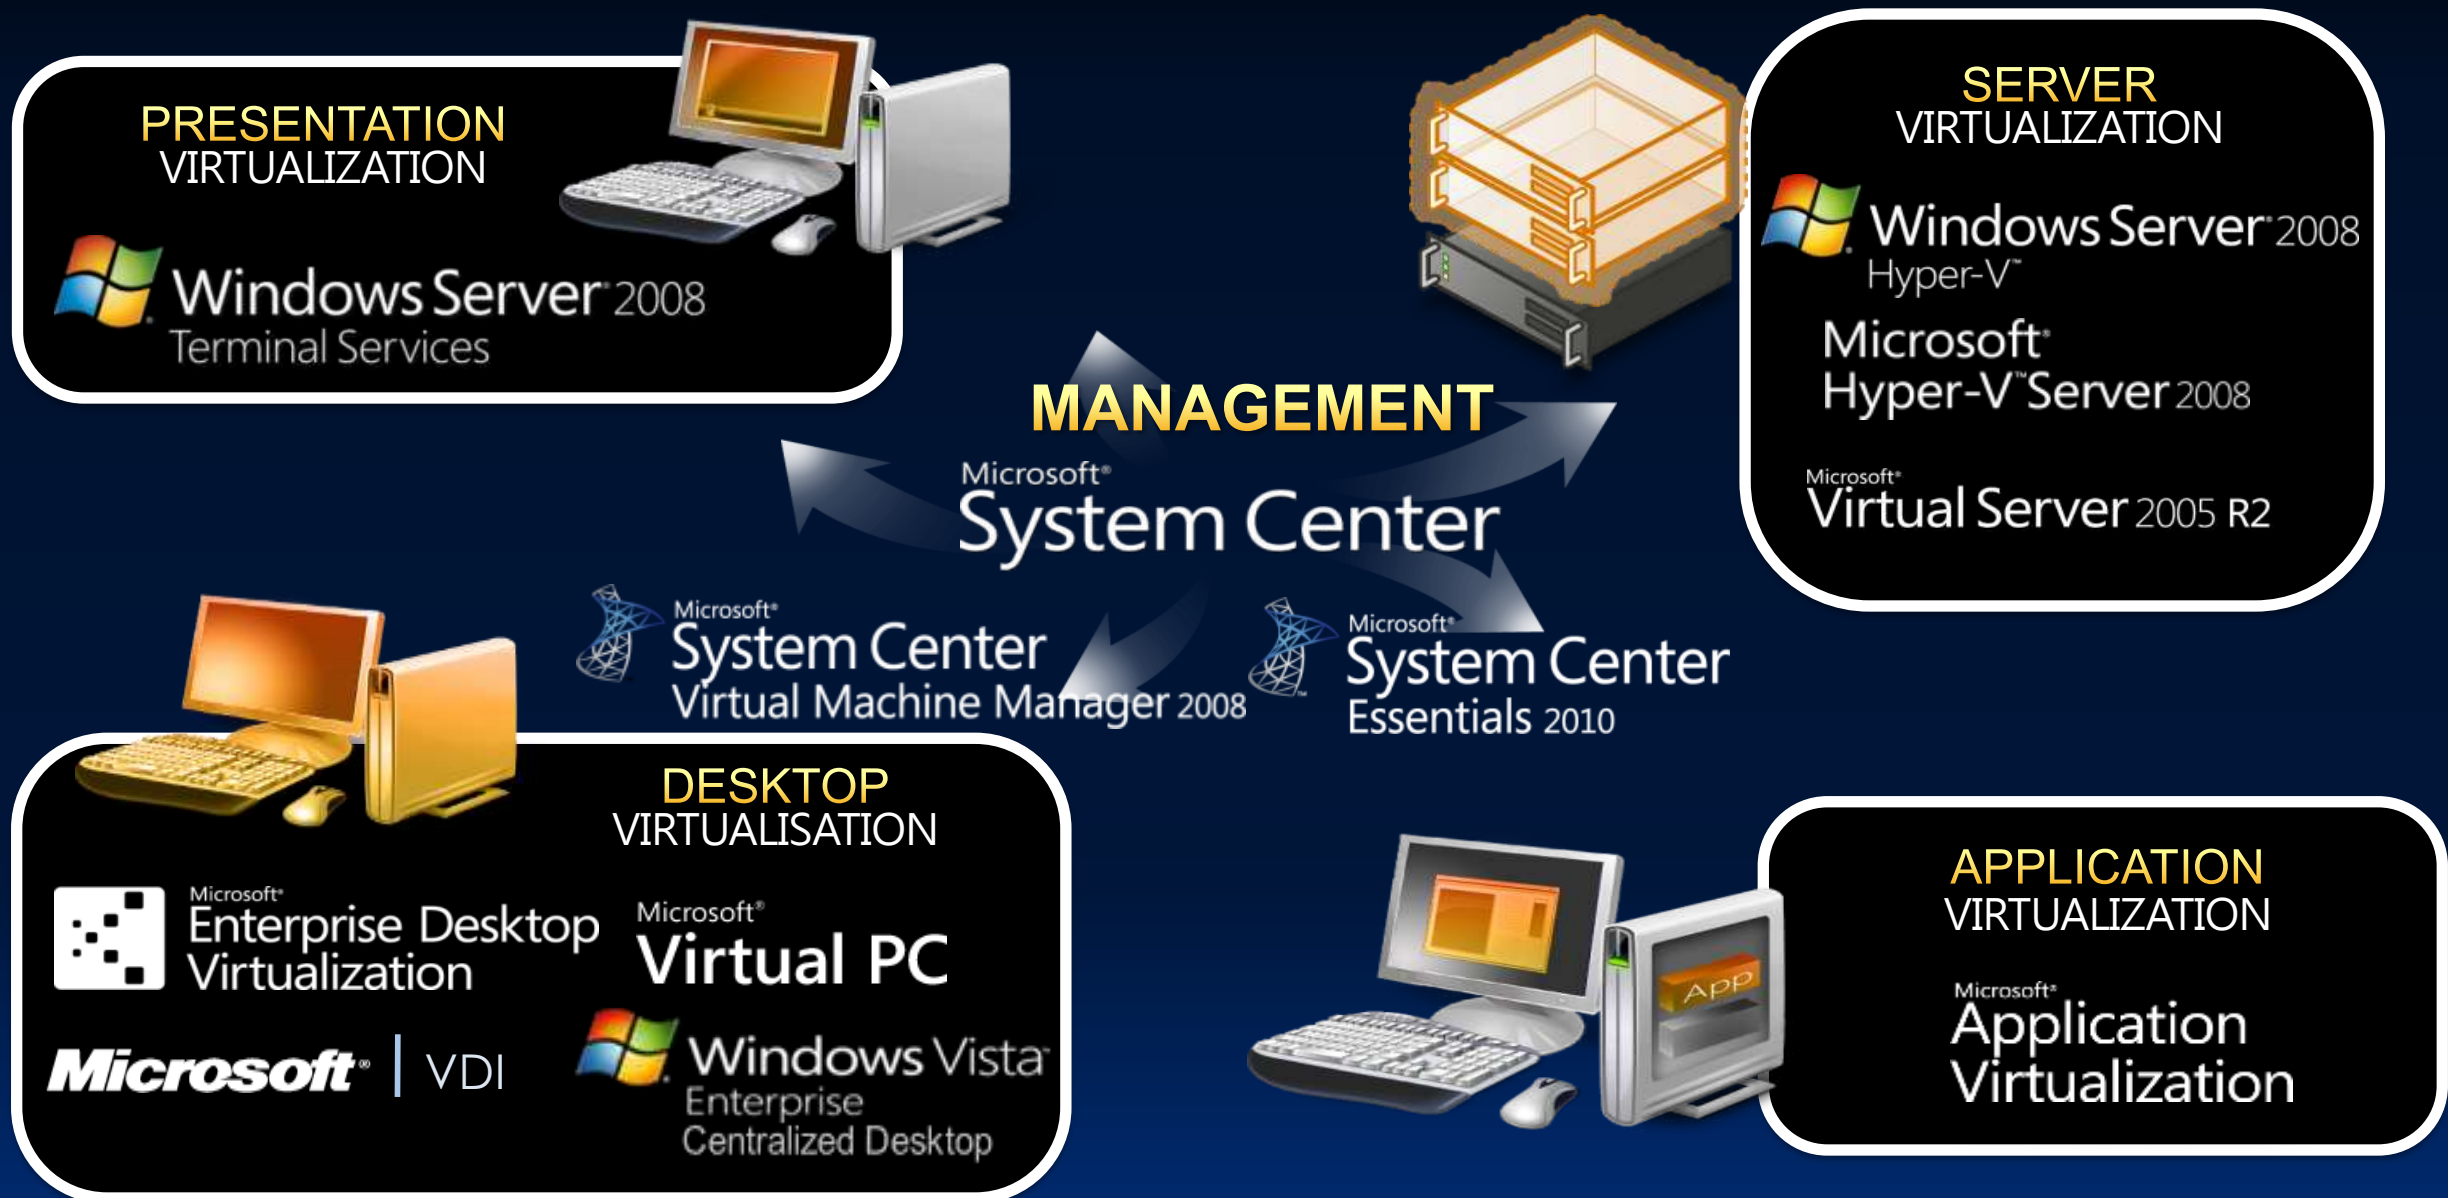 PRESENTATION
VIRTUALIZATION
Windows Server® 2008
Terminal Services
SERVER
VIRTUALIZATION
Windows Server® 2008
Hyper-V™
Microsoft®
Hyper-V™ Server 2008
Microsoft®
Virtual Server 2005 R2
MANAGEMENT
Microsoft®
System Center
Microsoft®
System Center
Virtual Machine Manager 2008
Microsoft®
System Center
Essentials 2010
DESKTOP
VIRTUALISATION
Microsoft®
Enterprise Desktop
Virtualization
Microsoft®
Virtual PC
Microsoft® | VDI
Windows Vista™
Enterprise
Centralized Desktop
APPLICATION
VIRTUALIZATION
App
Microsoft®
Application
Virtualization